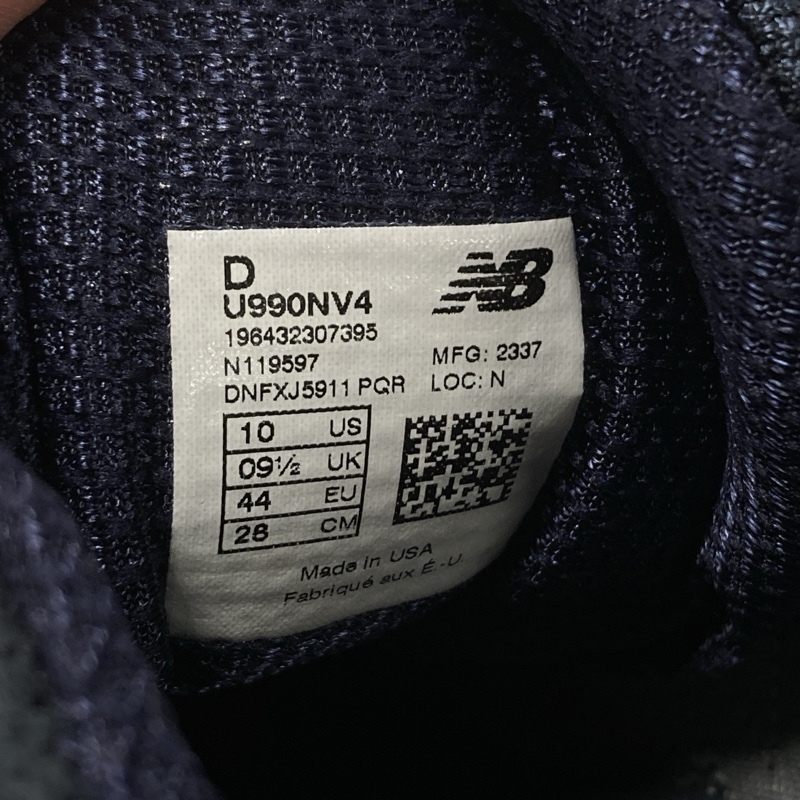 D
NB
U990NV4
196432307395
N119597
MFG: 2337
DNFXJ5911 PQR
LOC: N
10 US
09½ UK
44 EU
28 CM
Made in USA
Fabriqué aux É.-U.